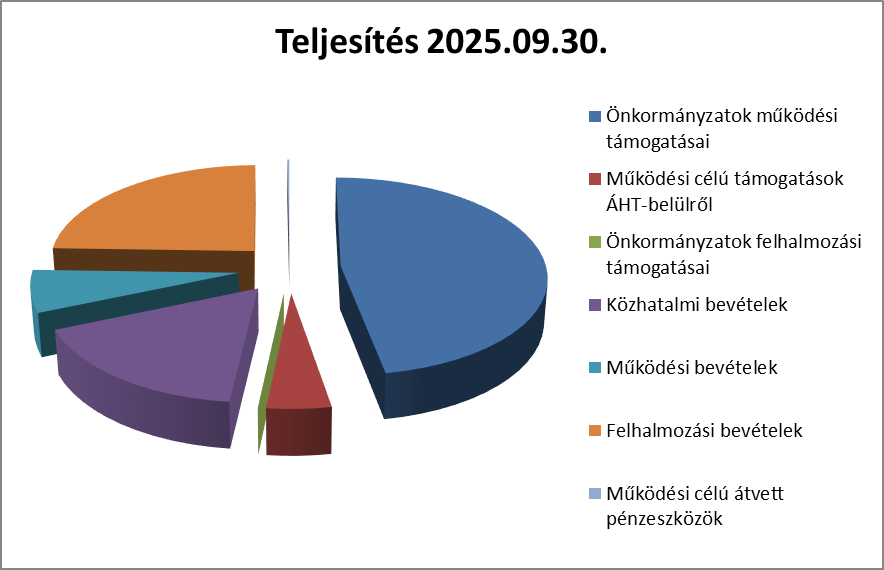 Teljesítés 2025.09.30.
Önkormányzatok működési
támogatásai
Működési célú támogatások
ÁHT-belülről
Önkormányzatok felhalmozási
támogatásai
Közhatalmi bevételek
Működési bevételek
Felhalmozási bevételek
Működési célú átvett
pénzeszközök